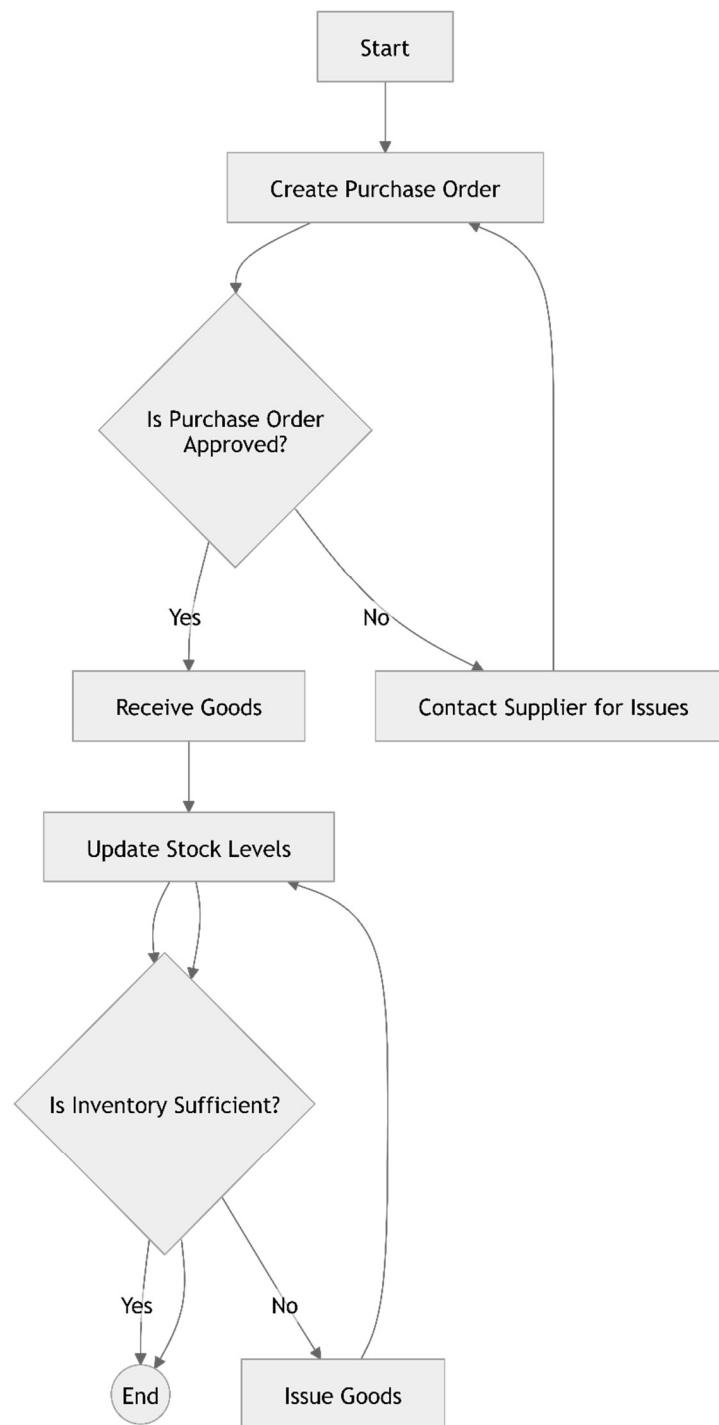 Start
Create Purchase Order
Is Purchase Order
Approved?
Yes
No
Receive Goods
Contact Supplier for Issues
Update Stock Levels
Is Inventory Sufficient?
Yes
No
End
Issue Goods